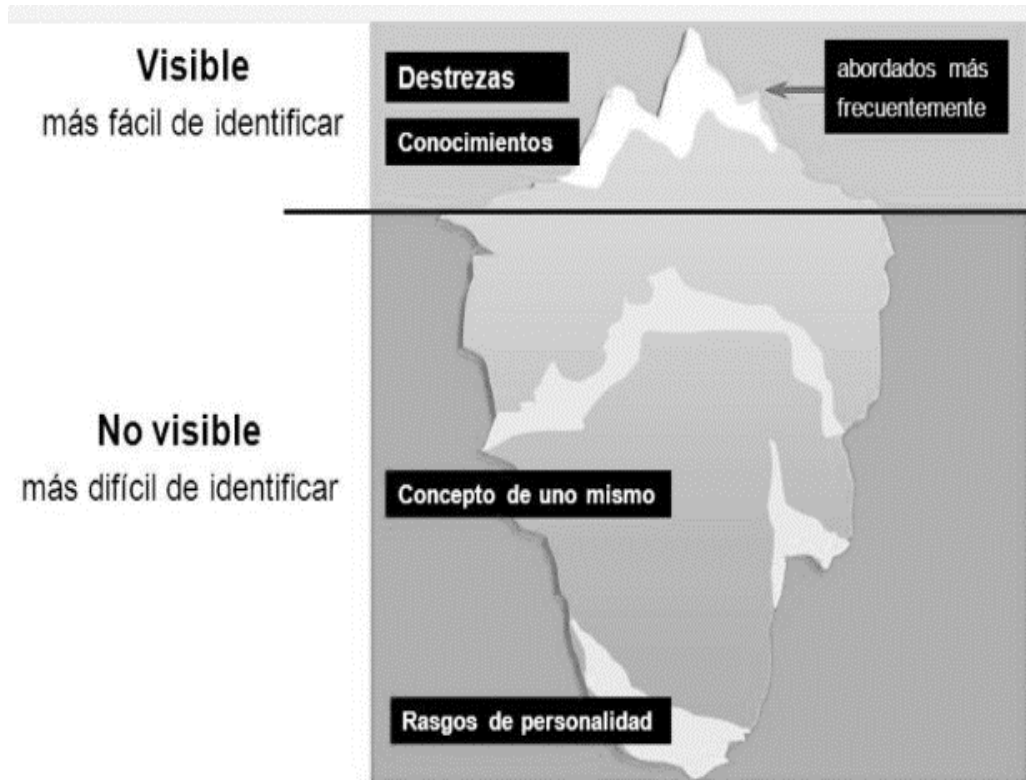 Visible
más fácil de identificar
Destrezas
Conocimientos
abordados más
frecuentemente
No visible
más difícil de identificar
Concepto de uno mismo
Rasgos de personalidad